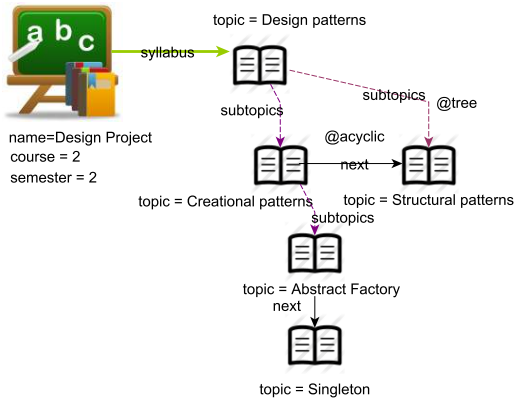 topic = Design patterns
a b c
syllabus
subtopics
subtopics
@tree
name=Design Project
course = 2
semester = 2
@acyclic
next
topic = Creational patterns
topic = Structural patterns
subtopics
topic = Abstract Factory
next
topic = Singleton